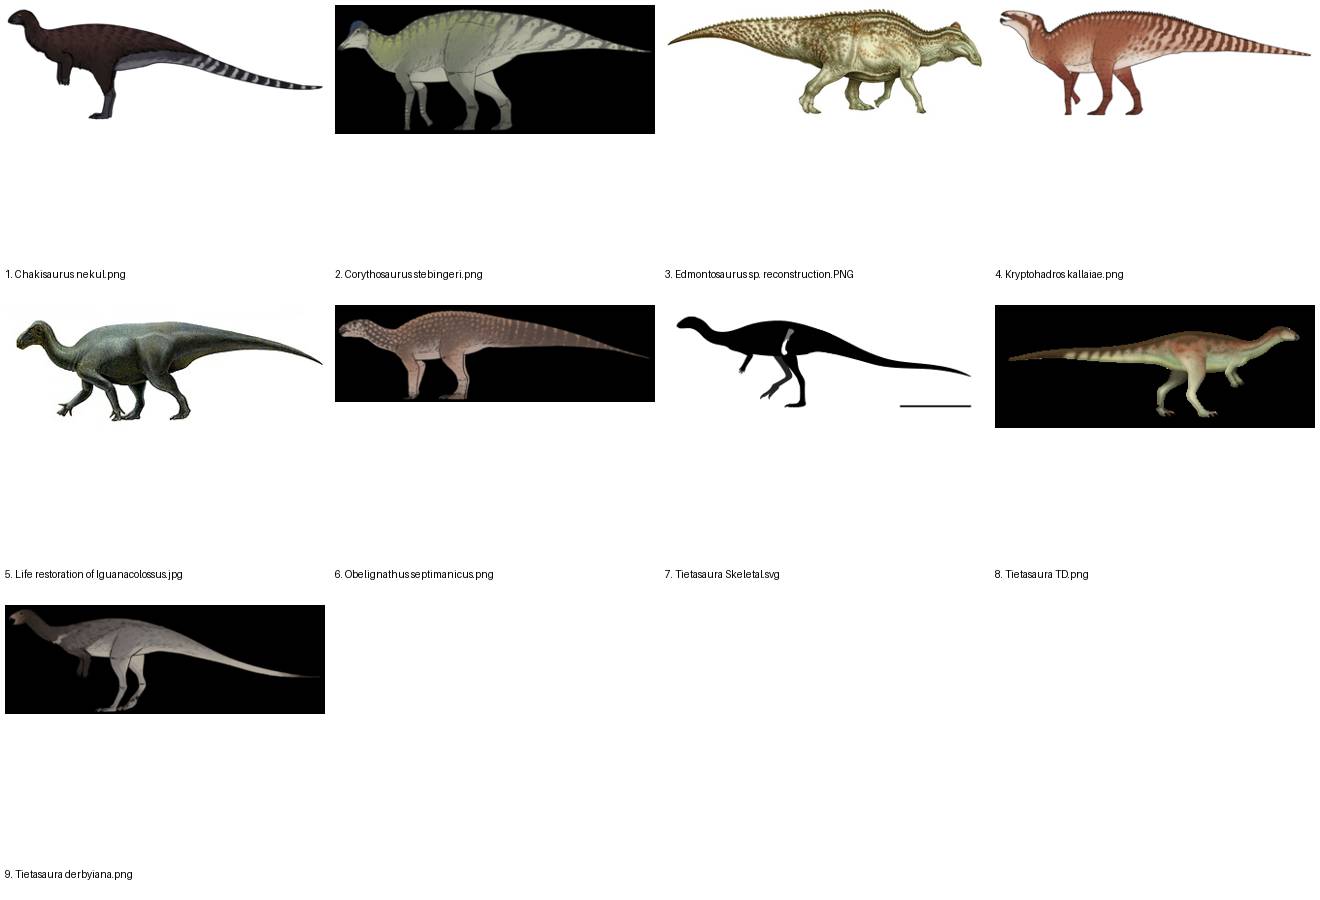 1. Chakisaurus nekul.png
2. Corythosaurus stebingeri.png
3. Edmontosaurus sp. reconstruction.PNG
4. Kryptohadros kallaiae.png
5. Life restoration of Iguanacolossus.jpg
6. Obelignathus septimanicus.png
7. Tietasaura Skeletal.svg
8. Tietasaura TD.png
9. Tietasaura derbyiana.png